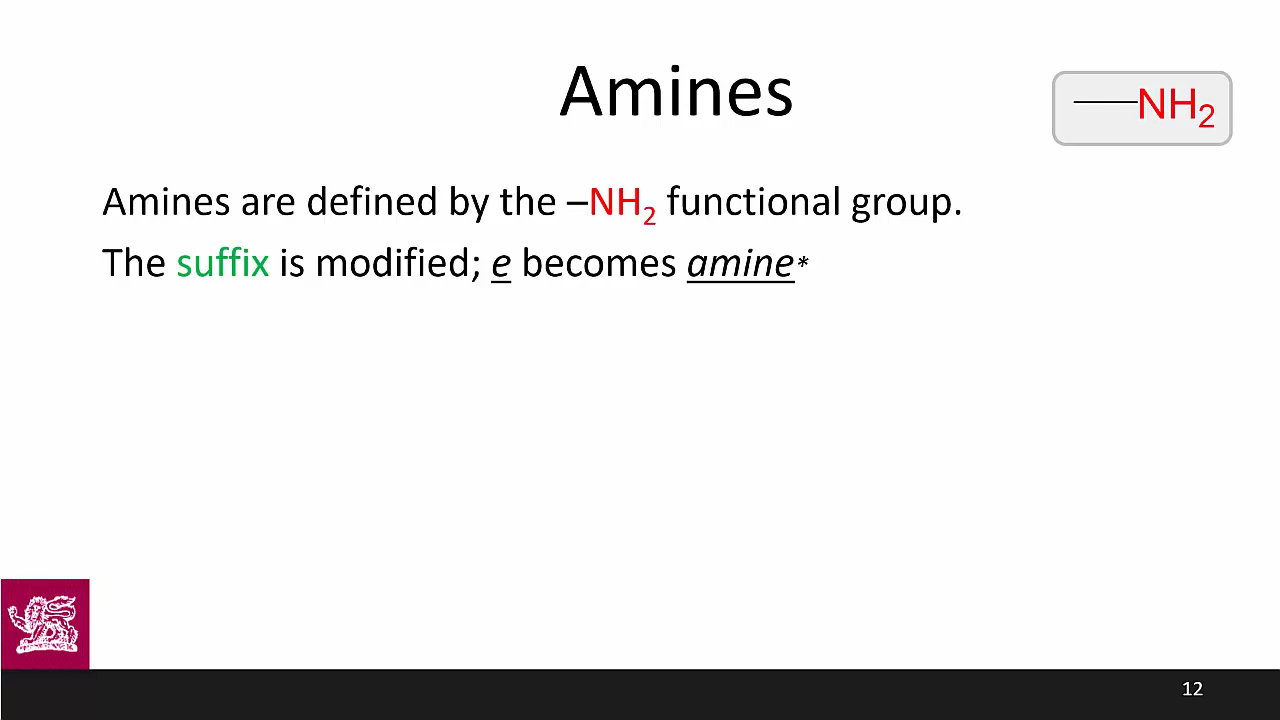 Amines
—NH₂
Amines are defined by the –NH₂ functional group.
The suffix is modified; e becomes amine*
12